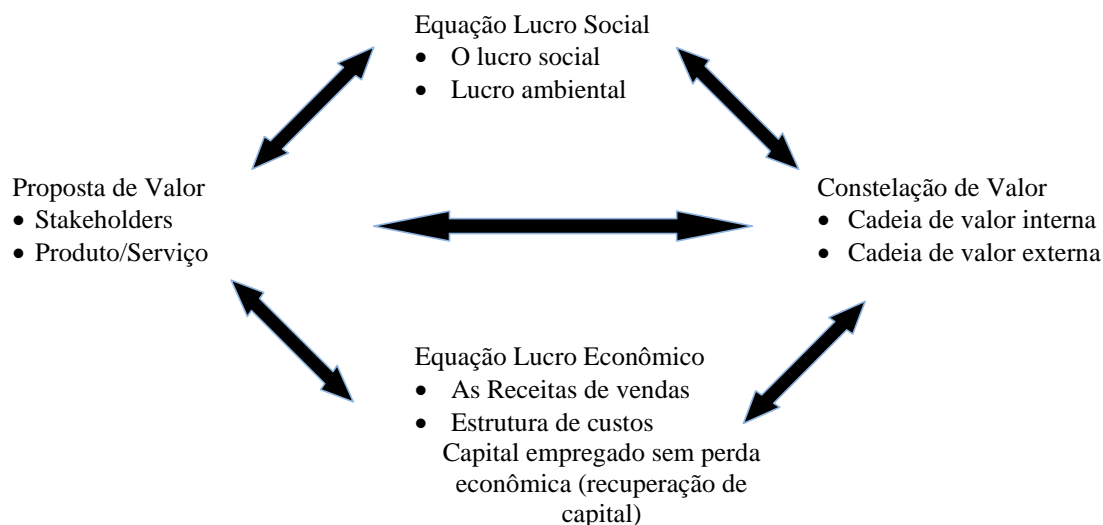 Equação Lucro Social
• O lucro social
• Lucro ambiental
Proposta de Valor
• Stakeholders
• Produto/Serviço
Constelação de Valor
• Cadeia de valor interna
• Cadeia de valor externa
Equação Lucro Econômico
• As Receitas de vendas
• Estrutura de custos
Capital empregado sem perda
econômica (recuperação de
capital)